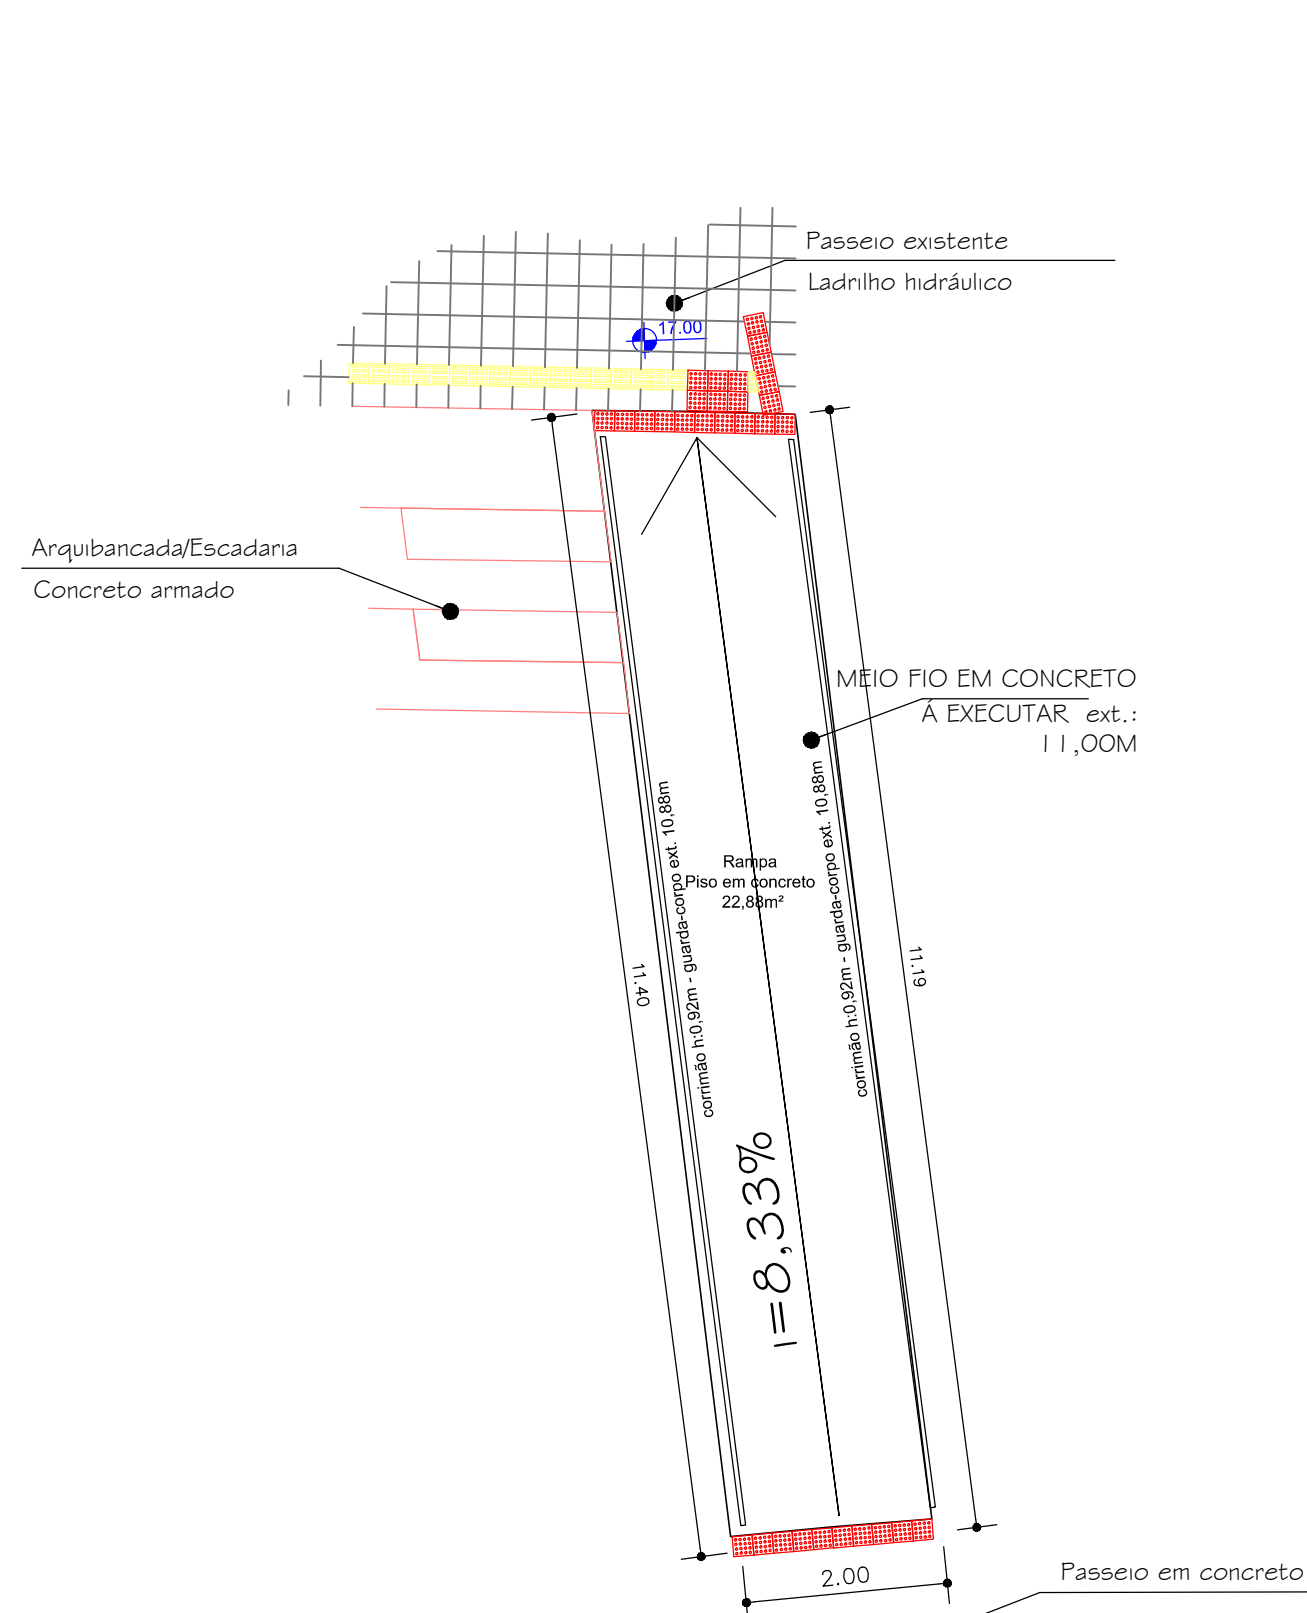 Passeio existente
Ladrilho hidráulico
17.00
Arquibancada/Escadaria
Concreto armado
MEIO FIO EM CONCRETO
Á EXECUTAR ext.:
11,00M
corrimão h:0,92m - guarda-corpo ext. 10,88m
corrimão h:0,92m - guarda-corpo ext. 10,88m
Rampa
Piso em concreto
22,88m²
11.40
11.19
i=8,33%
2.00
Passeio em concreto